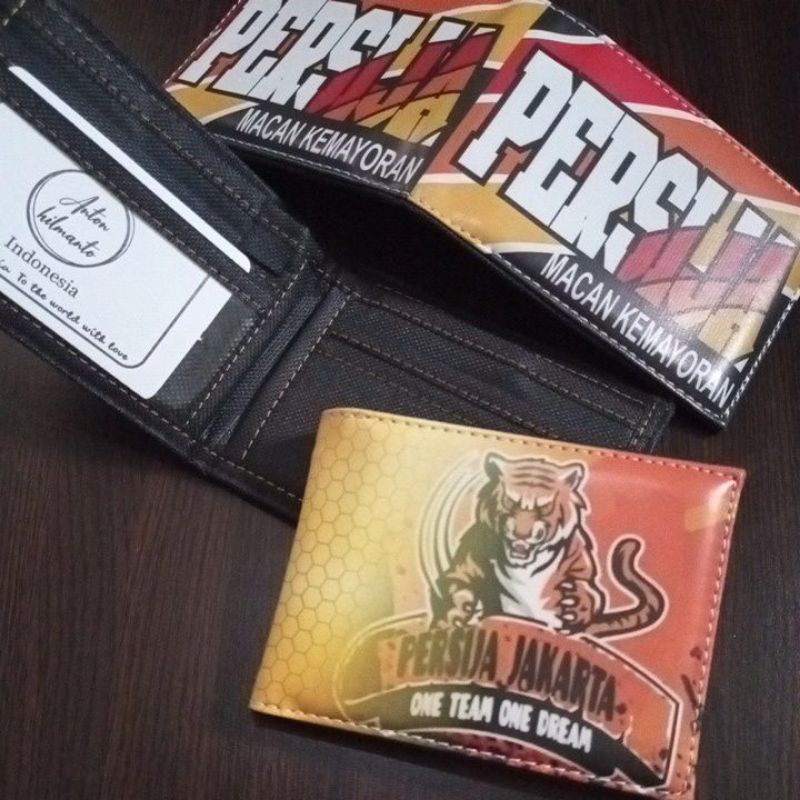 PERSIJA
MACAN KEMAYORAN
PERSIJA
MACAN KEMAYORAN
Anton
hilmanto
Indonesia
To the world with love
PERSIJA JAKARTA
ONE TEAM ONE DREAM